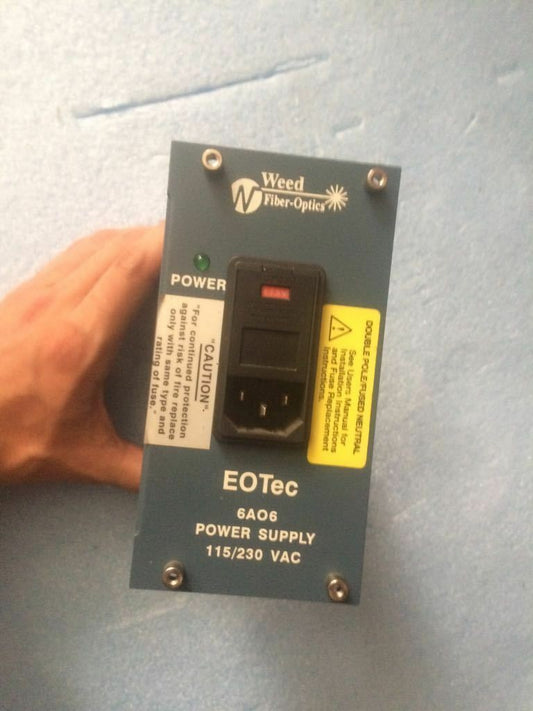 Weed
Fiber-Optics
POWER
"CAUTION".
"For continued protection
against risk of fire replace
only with same type and
rating of fuse."
DOUBLE POLE/FUSED NEUTRAL
See Users Manual for
Installation Instructions
and Fuse Replacement
Instructions.
EOTec
6AO6
POWER SUPPLY
115/230 VAC